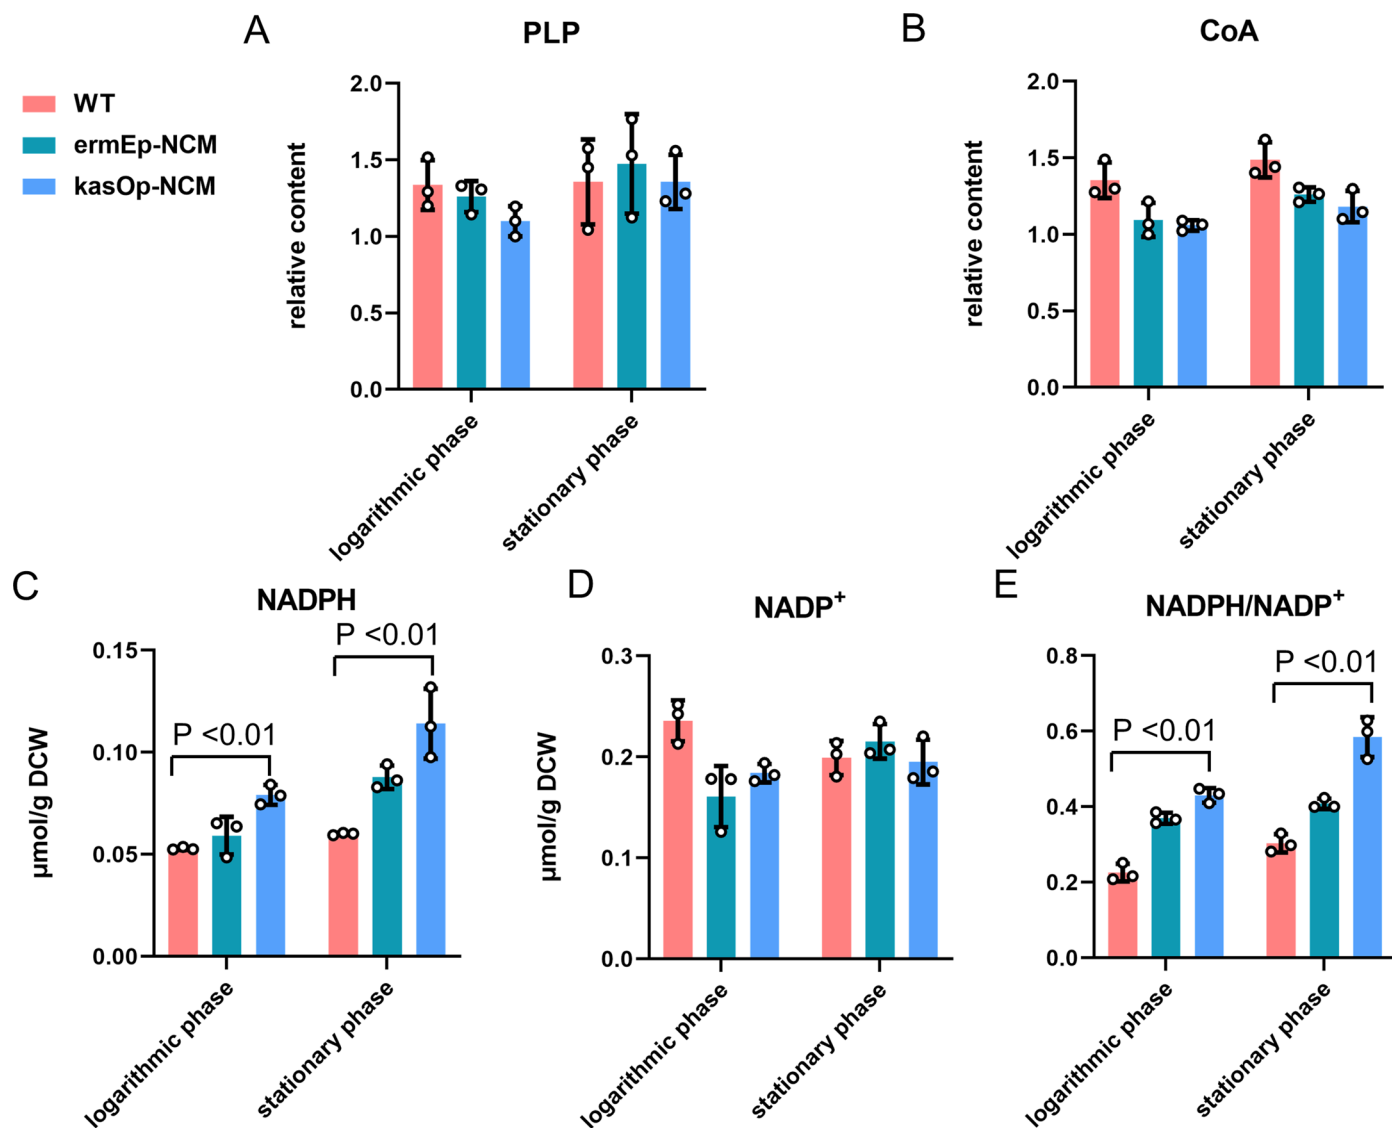 A
PLP
B
CoA
WT
ermEp-NCM
kasOp-NCM
relative content
2.0
1.5
1.0
0.5
0.0
logarithmic phase
stationary phase
relative content
2.0
1.5
1.0
0.5
0.0
logarithmic phase
stationary phase
C
NADPH
µmol/g DCW
0.15
0.10
0.05
0.00
P <0.01
P <0.01
logarithmic phase
stationary phase
D
NADP⁺
µmol/g DCW
0.3
0.2
0.1
0.0
logarithmic phase
stationary phase
E
NADPH/NADP⁺
0.8
0.6
0.4
0.2
0.0
P <0.01
P <0.01
logarithmic phase
stationary phase